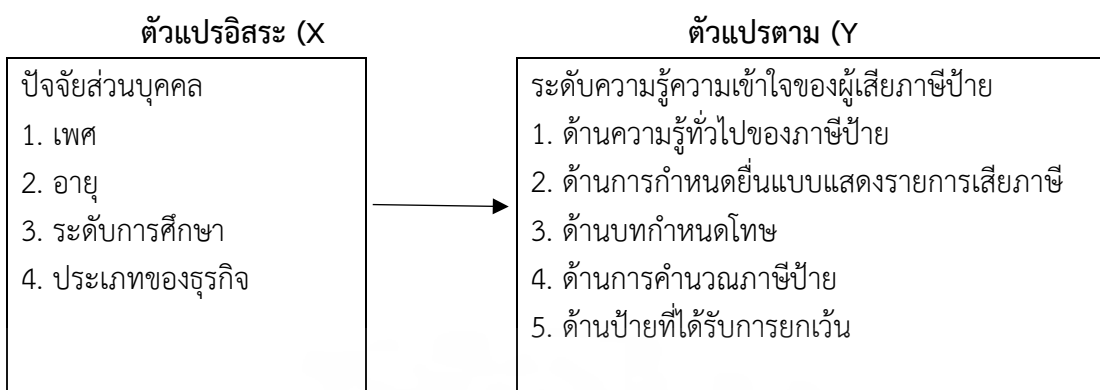 ตัวแปรอิสระ (X
ตัวแปรตาม (Y
ปัจจัยส่วนบุคคล
1. เพศ
2. อายุ
3. ระดับการศึกษา
4. ประเภทของธุรกิจ
ระดับความรู้ความเข้าใจของผู้เสียภาษีป้าย
1. ด้านความรู้ทั่วไปของภาษีป้าย
2. ด้านการกำหนดยื่นแบบแสดงรายการเสียภาษี
3. ด้านบทกำหนดโทษ
4. ด้านการคำนวณภาษีป้าย
5. ด้านป้ายที่ได้รับการยกเว้น